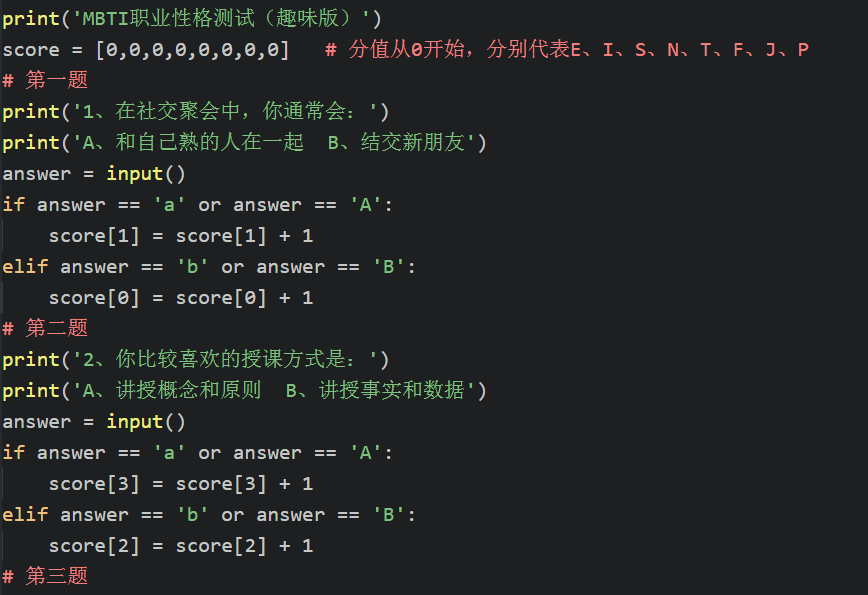 print('MBTI职业性格测试（趣味版）')
score = [0,0,0,0,0,0,0,0]   # 分值从0开始，分别代表E、I、S、N、T、F、J、P
# 第一题
print('1、在社交聚会中，你通常会：')
print('A、和自己熟的人在一起  B、结交新朋友')
answer = input()
if answer == 'a' or answer == 'A':
    score[1] = score[1] + 1
elif answer == 'b' or answer == 'B':
    score[0] = score[0] + 1
# 第二题
print('2、你比较喜欢的授课方式是：')
print('A、讲授概念和原则  B、讲授事实和数据')
answer = input()
if answer == 'a' or answer == 'A':
    score[3] = score[3] + 1
elif answer == 'b' or answer == 'B':
    score[2] = score[2] + 1
# 第三题